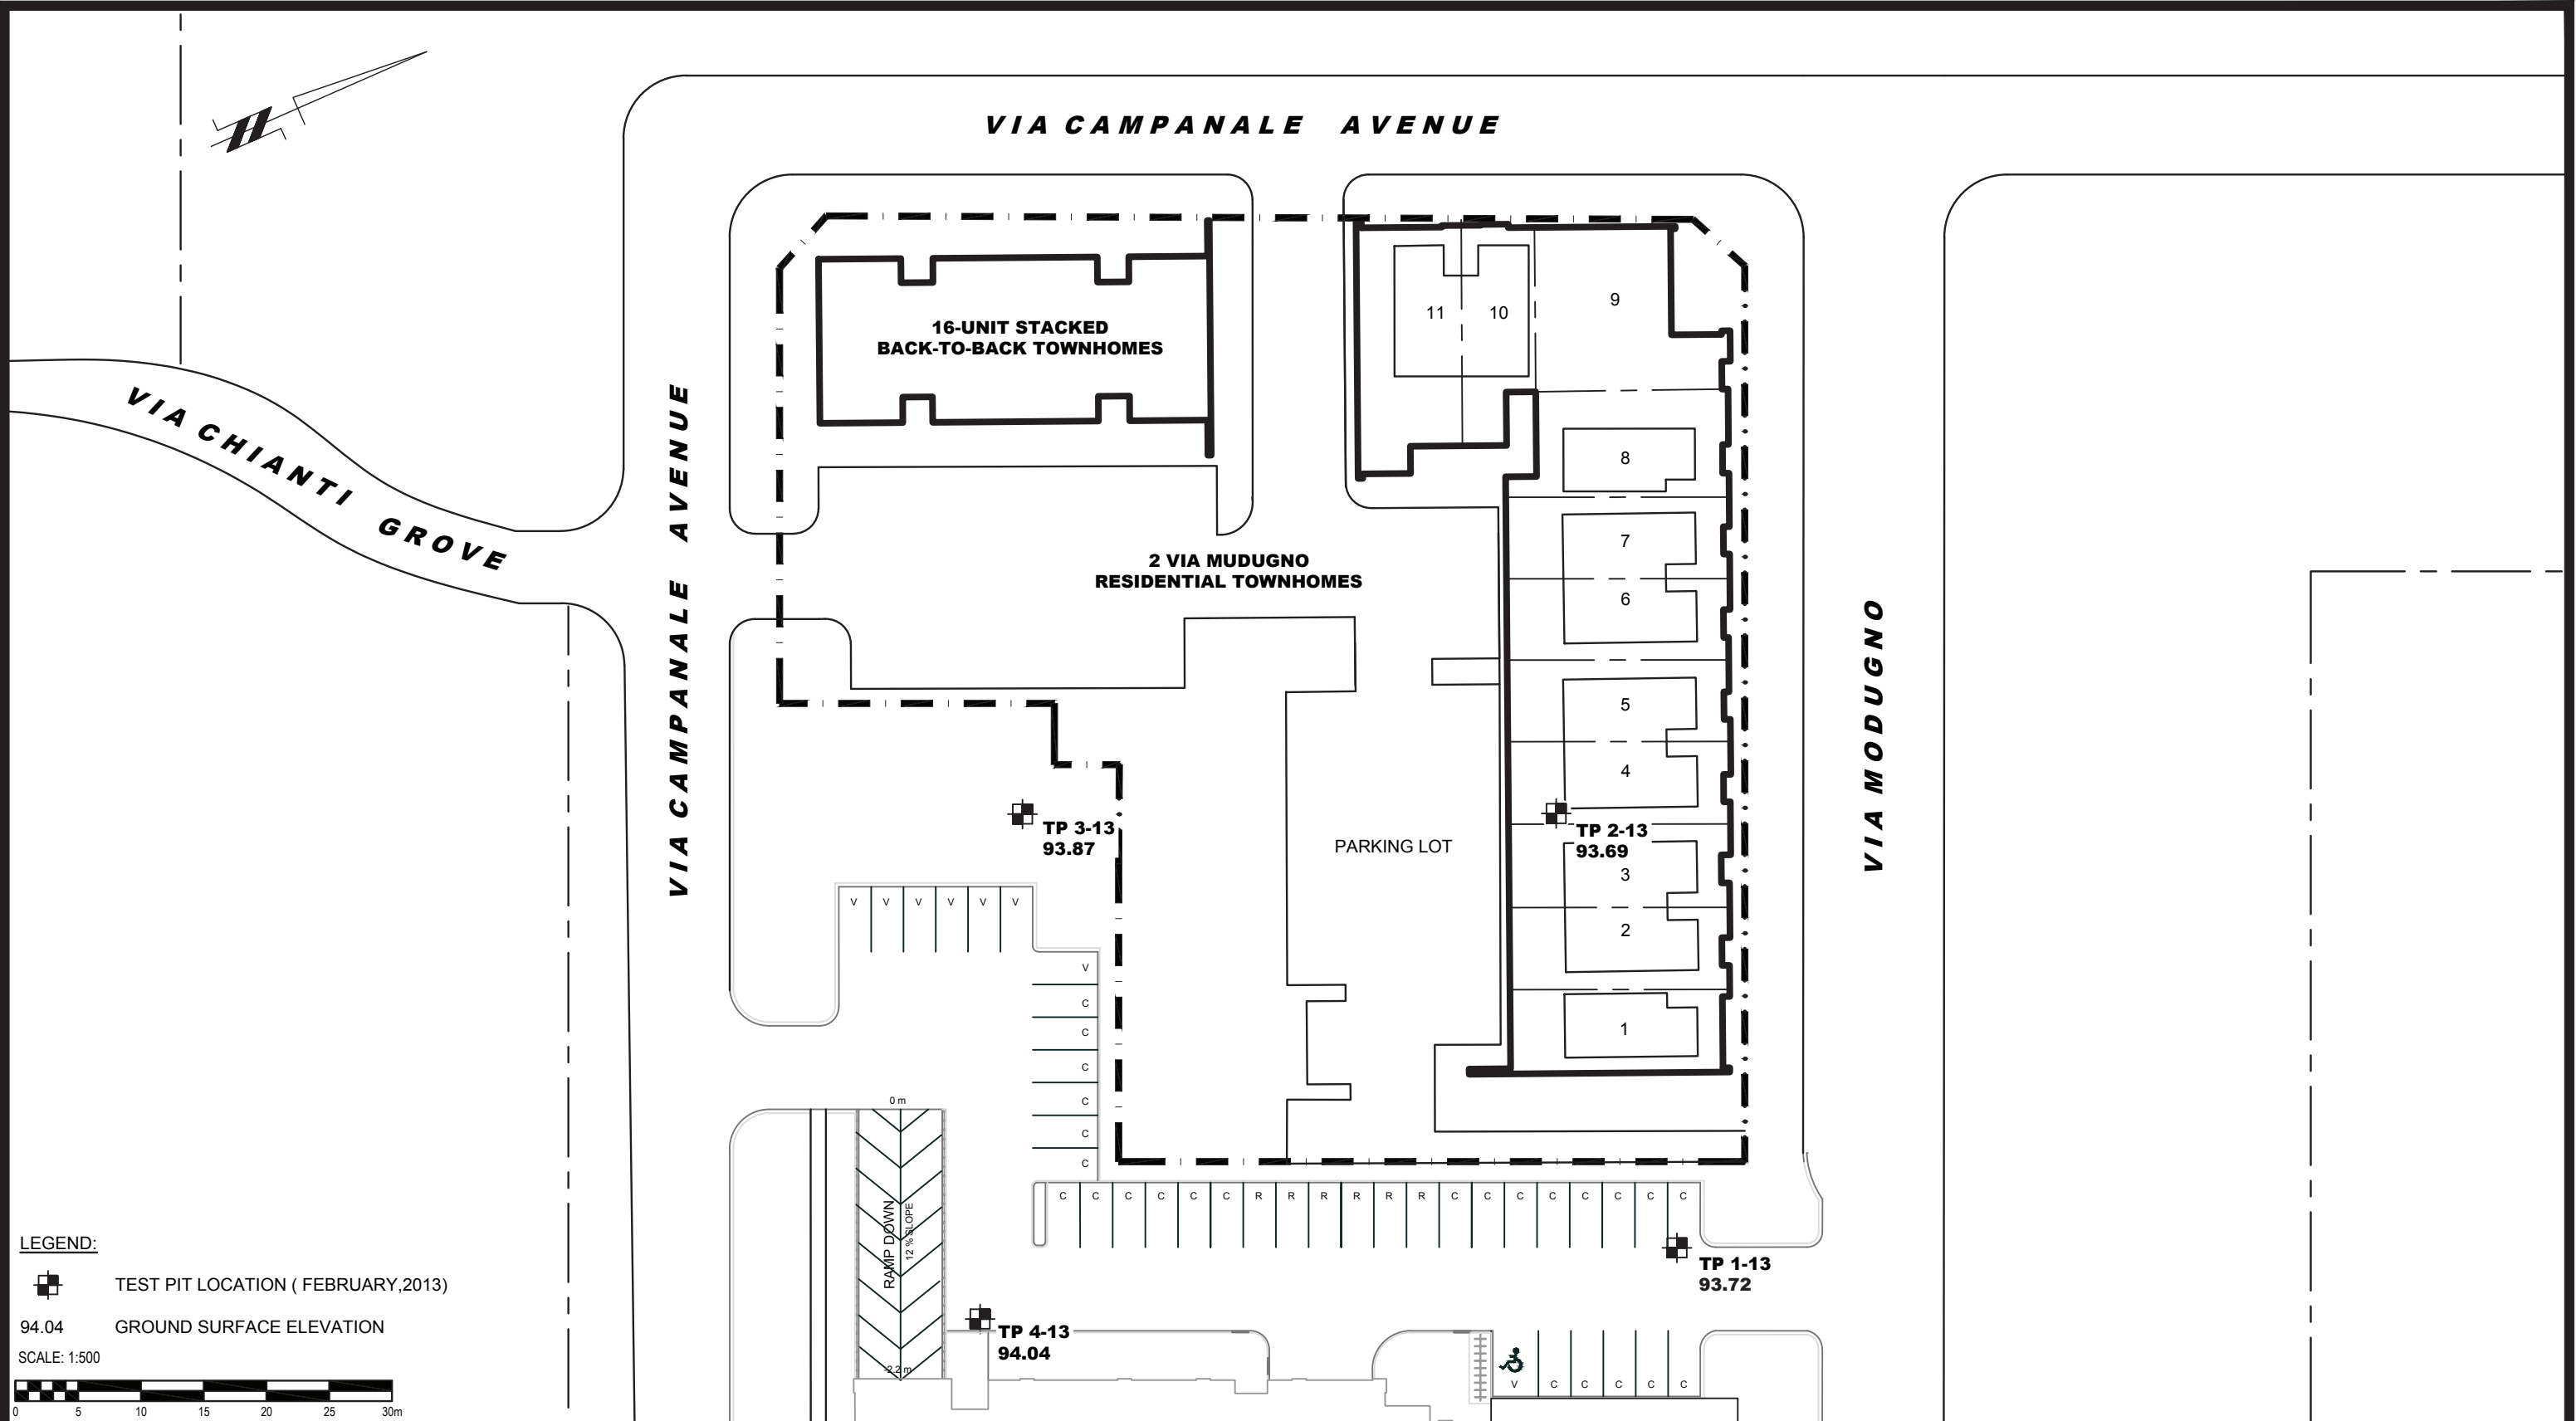 VIA CAMPANALE AVENUE
16-UNIT STACKED
BACK-TO-BACK TOWNHOMES
11
10
9
VIA CHIANTI GROVE
VIA CAMPANALE AVENUE
8
7
6
2 VIA MUDUGNO
RESIDENTIAL TOWNHOMES
VIA MODUGNO
5
4
TP 3-13
93.87
PARKING LOT
TP 2-13
93.69
3
2
1
V V V V V V
V
C
C
C
C
C
C
0 m
RAMP DOWN
12 % SLOPE
-2.2 m
C C C C C C R R R R R R C C C C C C C C
TP 1-13
93.72
TP 4-13
94.04
V C C C C C
LEGEND:
TEST PIT LOCATION ( FEBRUARY,2013)
94.04 GROUND SURFACE ELEVATION
SCALE: 1:500
0 5 10 15 20 25 30m